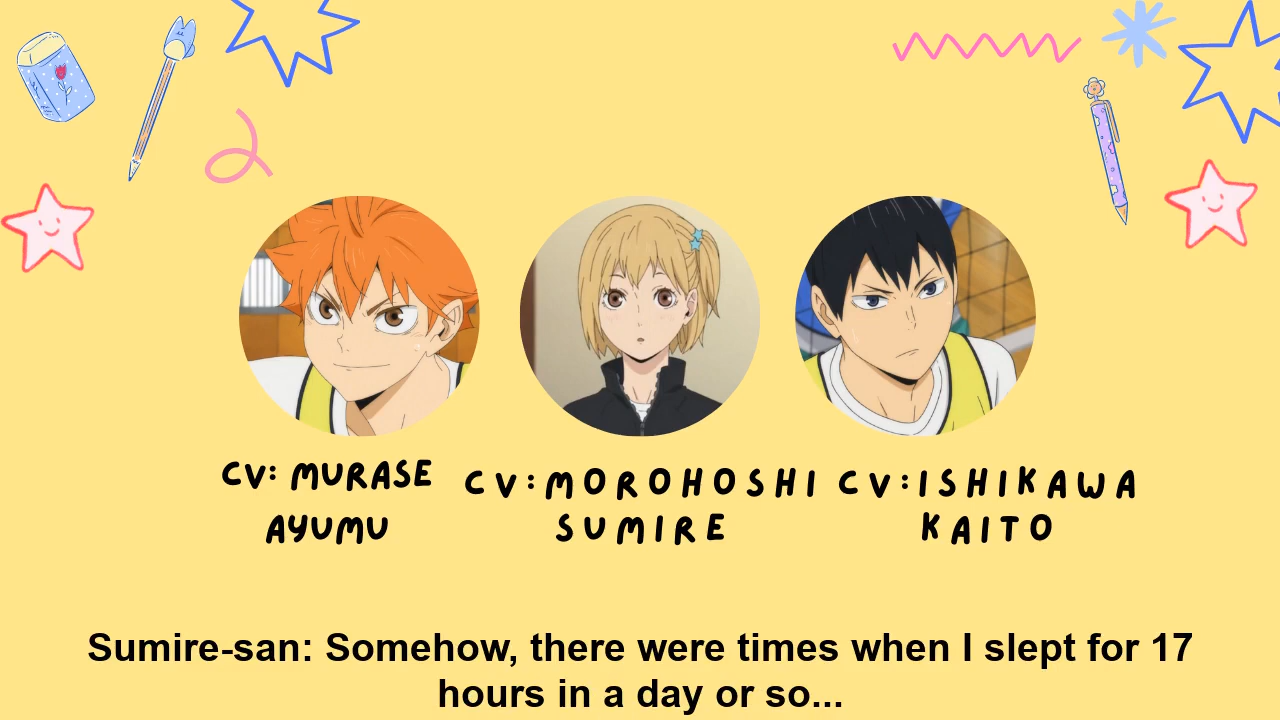 CV: MURASE
AYUMU
CV:MOROHOSHI
SUMIRE
CV:ISHIKAWA
KAITO
Sumire-san: Somehow, there were times when I slept for 17
hours in a day or so...